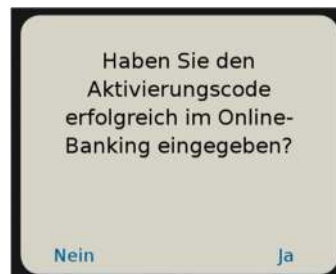 Haben Sie den
Aktivierungscode
erfolgreich im Online-
Banking eingegeben?
Nein Ja